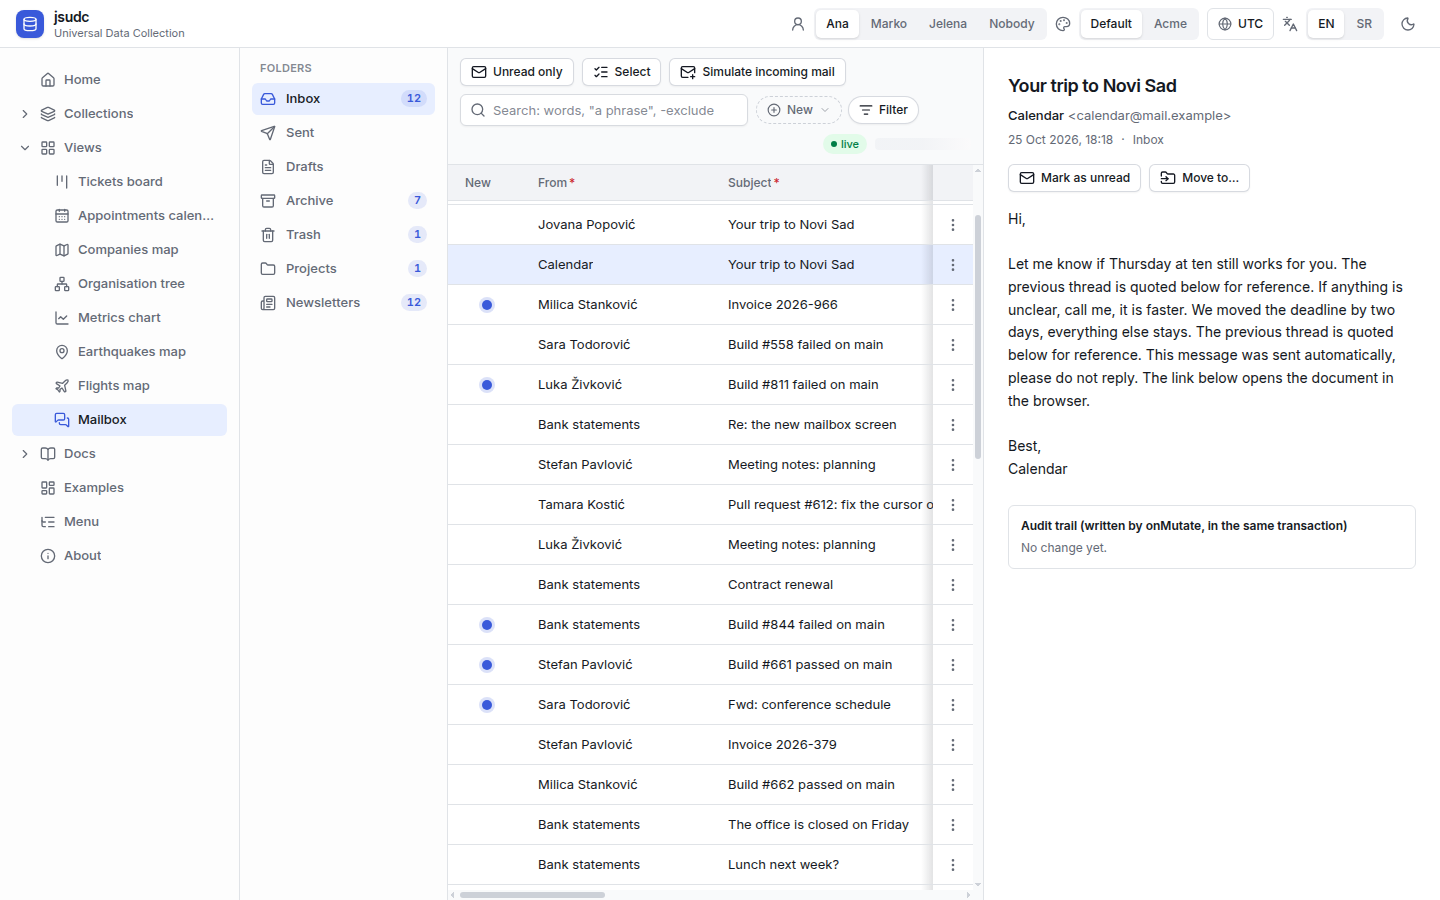 jsudc
Universal Data Collection
Ana
Marko
Jelena
Nobody
Default
Acme
UTC
EN
SR
Home
Collections
Views
Tickets board
Appointments calen...
Companies map
Organisation tree
Metrics chart
Earthquakes map
Flights map
Mailbox
Docs
Examples
Menu
About
FOLDERS
Inbox 12
Sent
Drafts
Archive 7
Trash 1
Projects 1
Newsletters 12
Unread only
Select
Simulate incoming mail
Search: words, "a phrase", -exclude
New
Filter
live
New From * Subject *
Jovana Popović Your trip to Novi Sad
Calendar Your trip to Novi Sad
Milica Stanković Invoice 2026-966
Sara Todorović Build #558 failed on main
Luka Živković Build #811 failed on main
Bank statements Re: the new mailbox screen
Stefan Pavlović Meeting notes: planning
Tamara Kostić Pull request #612: fix the cursor o
Luka Živković Meeting notes: planning
Bank statements Contract renewal
Bank statements Build #844 failed on main
Stefan Pavlović Build #661 passed on main
Sara Todorović Fwd: conference schedule
Stefan Pavlović Invoice 2026-379
Milica Stanković Build #662 passed on main
Bank statements The office is closed on Friday
Bank statements Lunch next week?
Your trip to Novi Sad
Calendar <calendar@mail.example>
25 Oct 2026, 18:18 · Inbox
Mark as unread
Move to...
Hi,
Let me know if Thursday at ten still works for you. The
previous thread is quoted below for reference. If anything is
unclear, call me, it is faster. We moved the deadline by two
days, everything else stays. The previous thread is quoted
below for reference. This message was sent automatically,
please do not reply. The link below opens the document in
the browser.
Best,
Calendar
Audit trail (written by onMutate, in the same transaction)
No change yet.